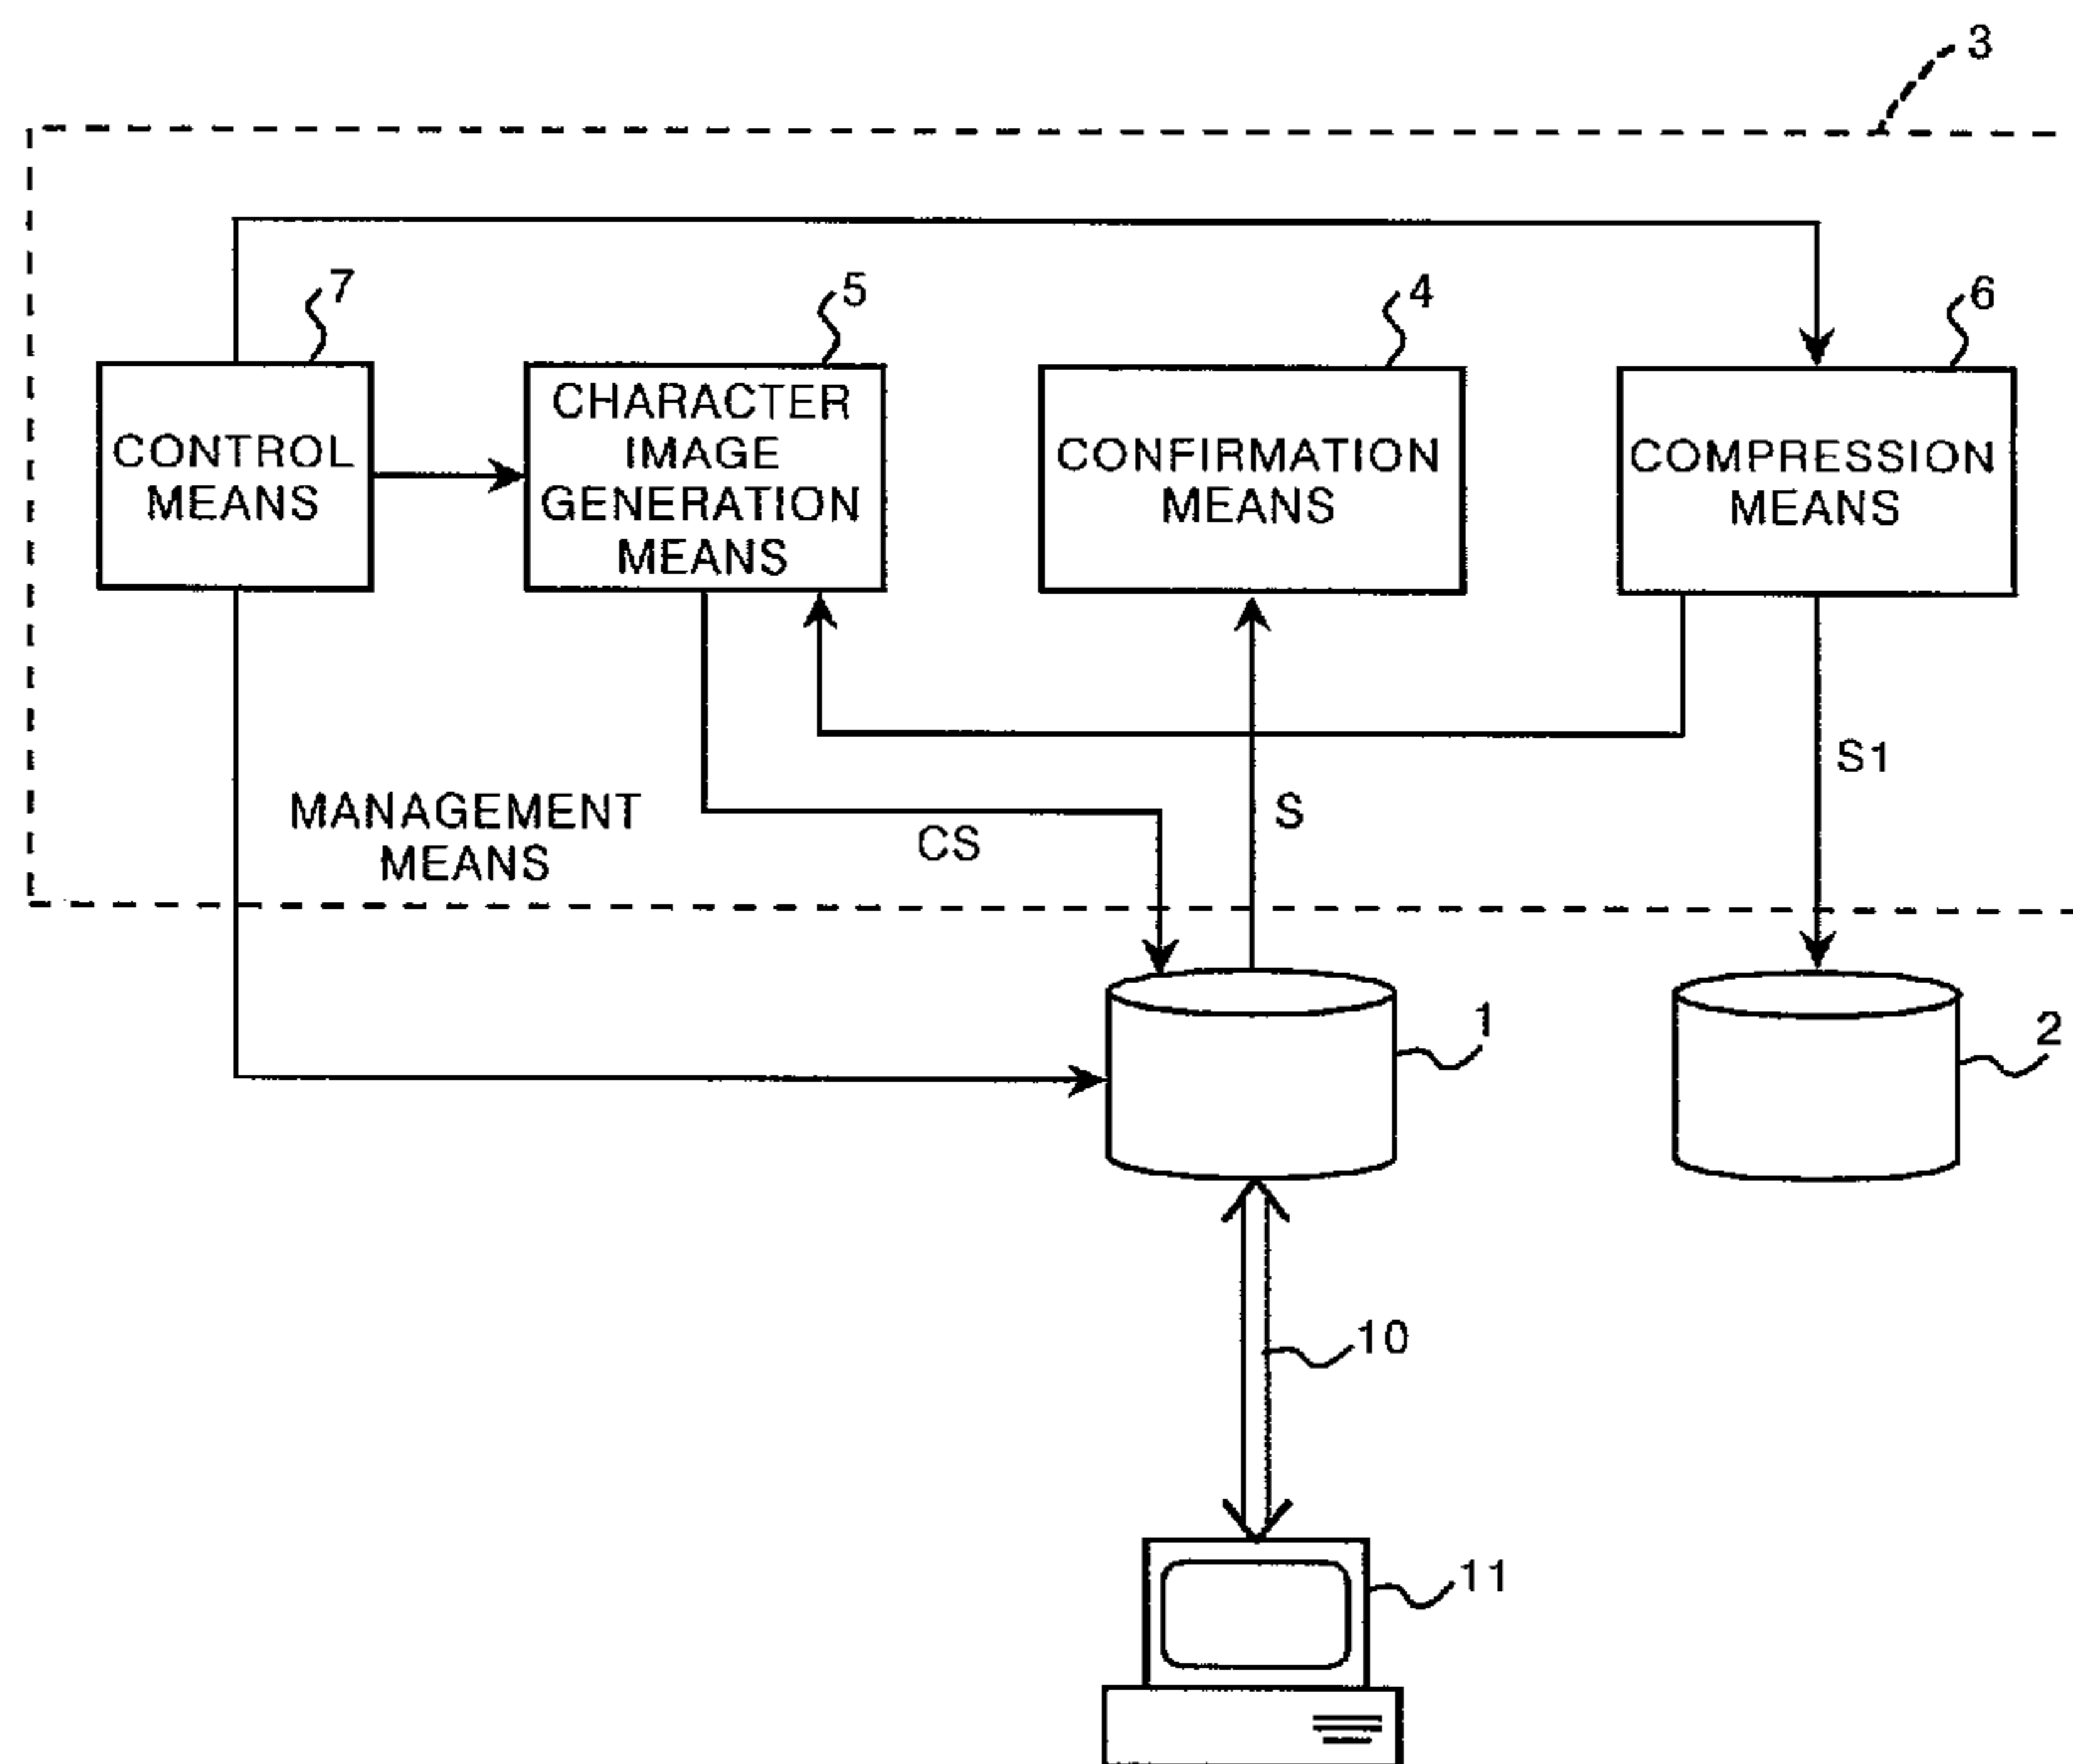 3
7
5
4
6
CONTROL
MEANS
CHARACTER
IMAGE
GENERATION
MEANS
CONFIRMATION
MEANS
COMPRESSION
MEANS
MANAGEMENT
MEANS
CS
S
S1
1
2
10
11